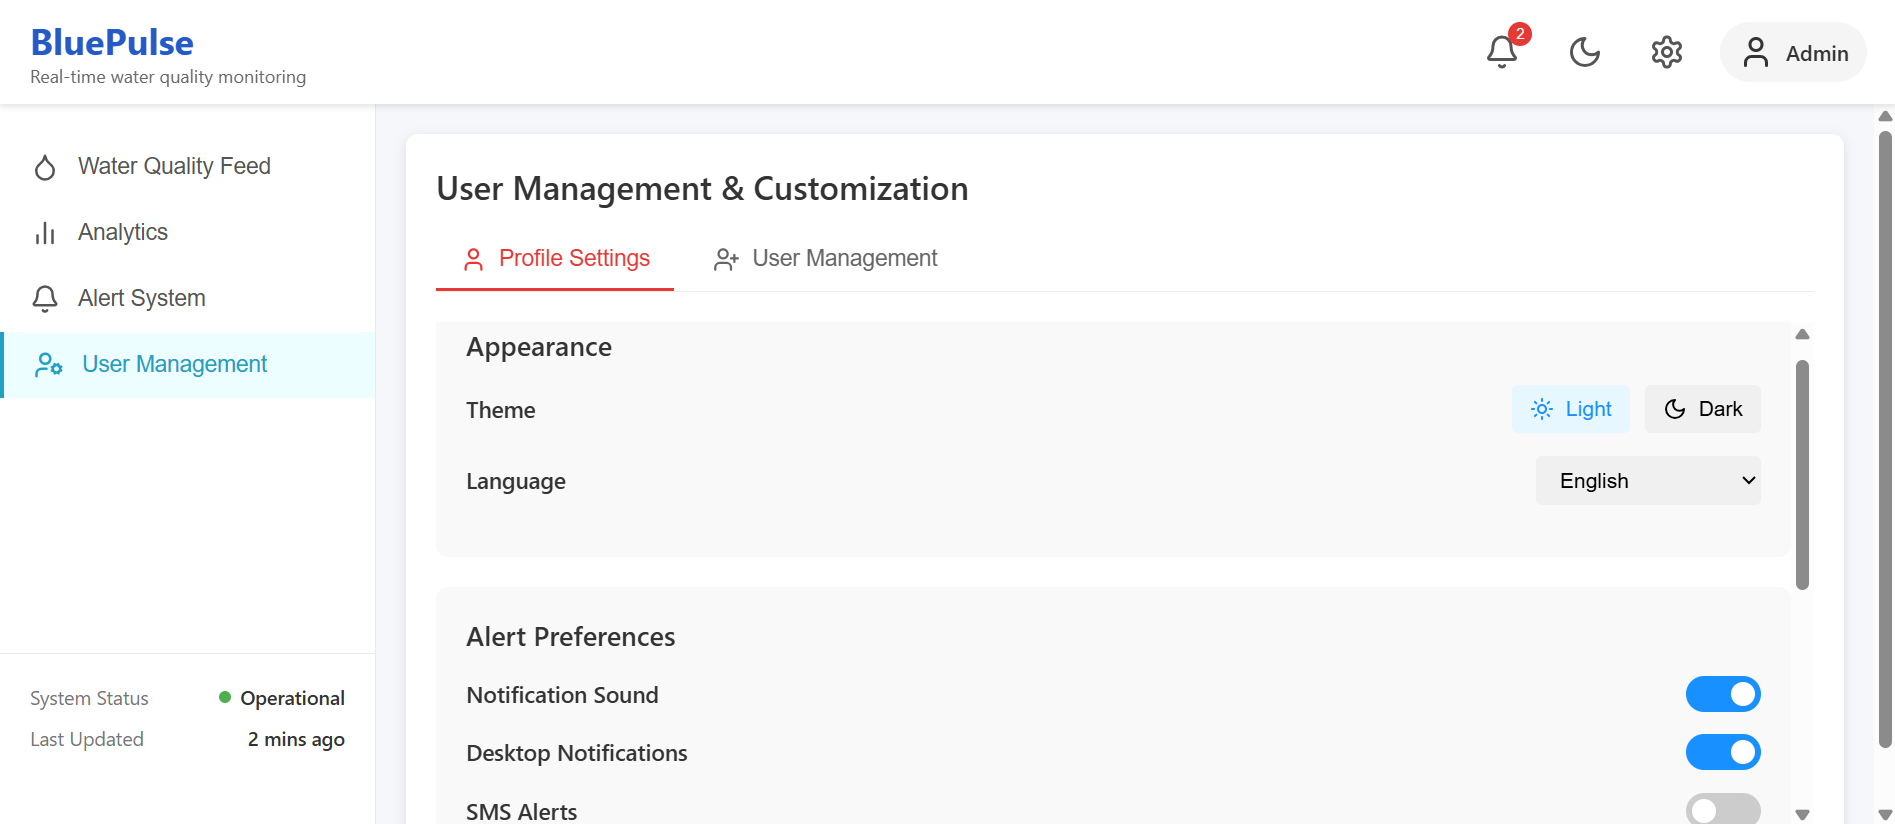 BluePulse
Real-time water quality monitoring
2
Admin
Water Quality Feed
Analytics
Alert System
User Management
System Status
Operational
Last Updated
2 mins ago
User Management & Customization
Profile Settings
User Management
Appearance
Theme
Light
Dark
Language
English
Alert Preferences
Notification Sound
Desktop Notifications
SMS Alerts